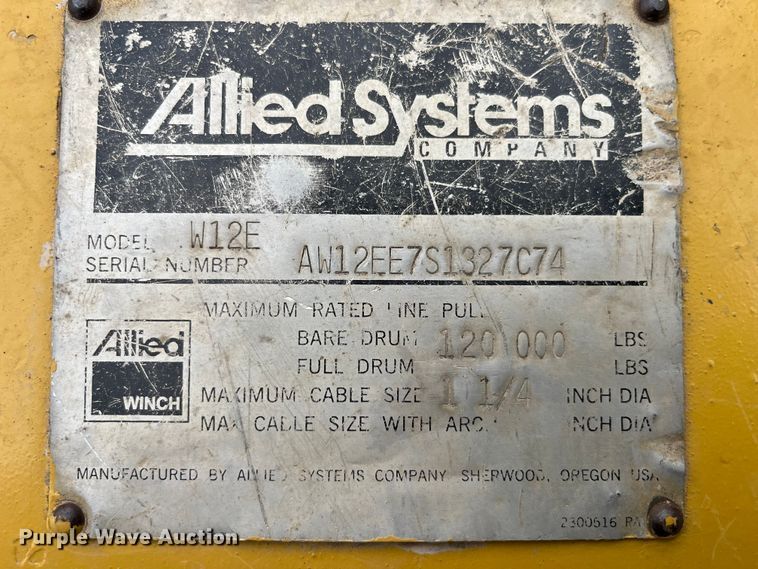 Allied Systems
COMPANY
MODEL W12E
SERIAL NUMBER AW12EE7S1327C74
MAXIMUM RATED LINE PULL
BARE DRUM 120 000 LBS
FULL DRUM LBS
Allied
WINCH
MAXIMUM CABLE SIZE 1 1/4 INCH DIA
MAX CABLE SIZE WITH INCH DIA
MANUFACTURED BY ALLIED SYSTEMS COMPANY SHERWOOD, OREGON USA
2300616
Purple Wave Auction